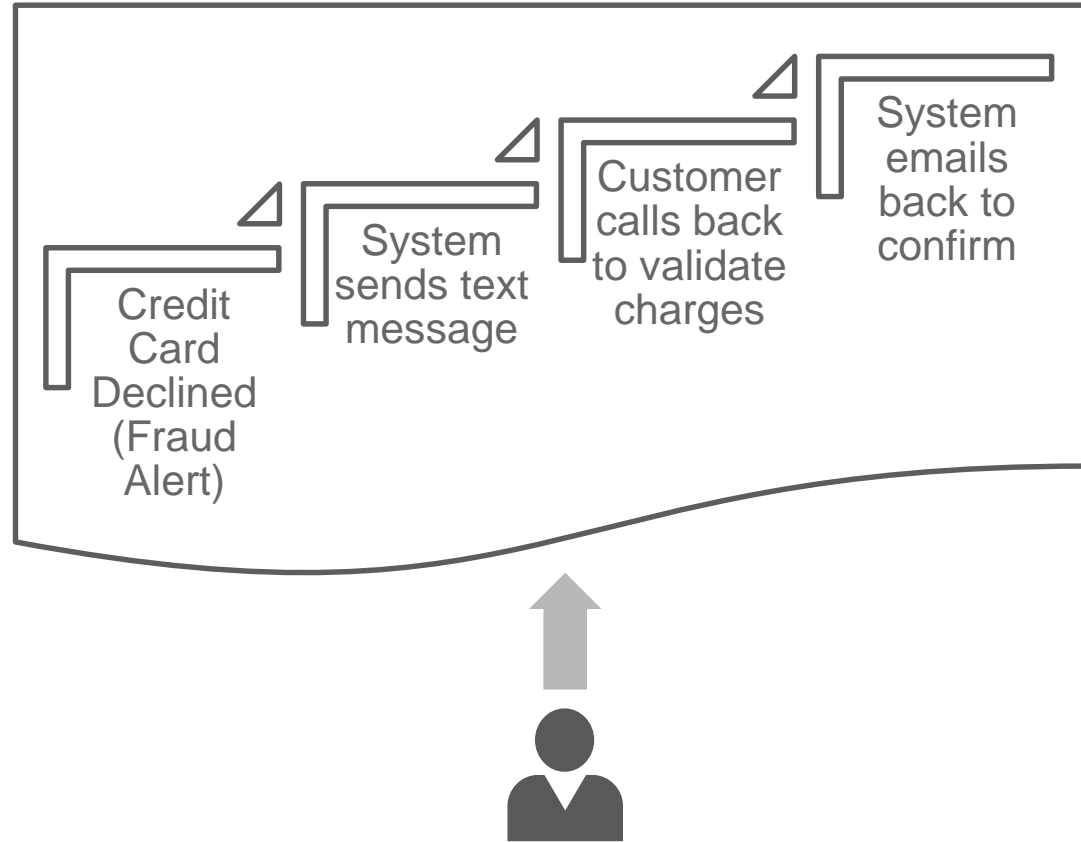 Credit
Card
Declined
(Fraud
Alert)
System
sends text
message
Customer
calls back
to validate
charges
System
emails
back to
confirm